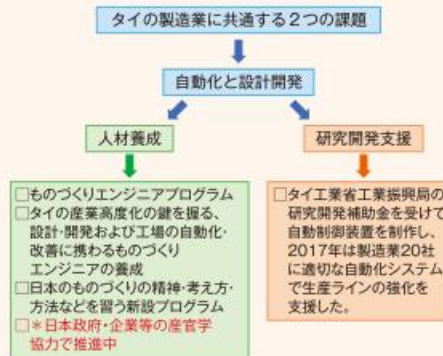 タイの製造業に共通する2つの課題
自動化と設計開発
人材養成
□ものづくりエンジニアプログラム
□タイの産業高度化の鍵を握る、
設計・開発および工場の自動化・
改善に携わるものづくり
エンジニアの養成
□日本のものづくりの精神・考え方・
方法などを習う新設プログラム
□＊日本政府・企業等の産官学
協力で推進中
研究開発支援
□タイ工業省工業振興局の
研究開発補助金を受けて
自動制御装置を制作し、
2017年は製造業20社
に適切な自動化システム
で生産ラインの強化を
支援した。